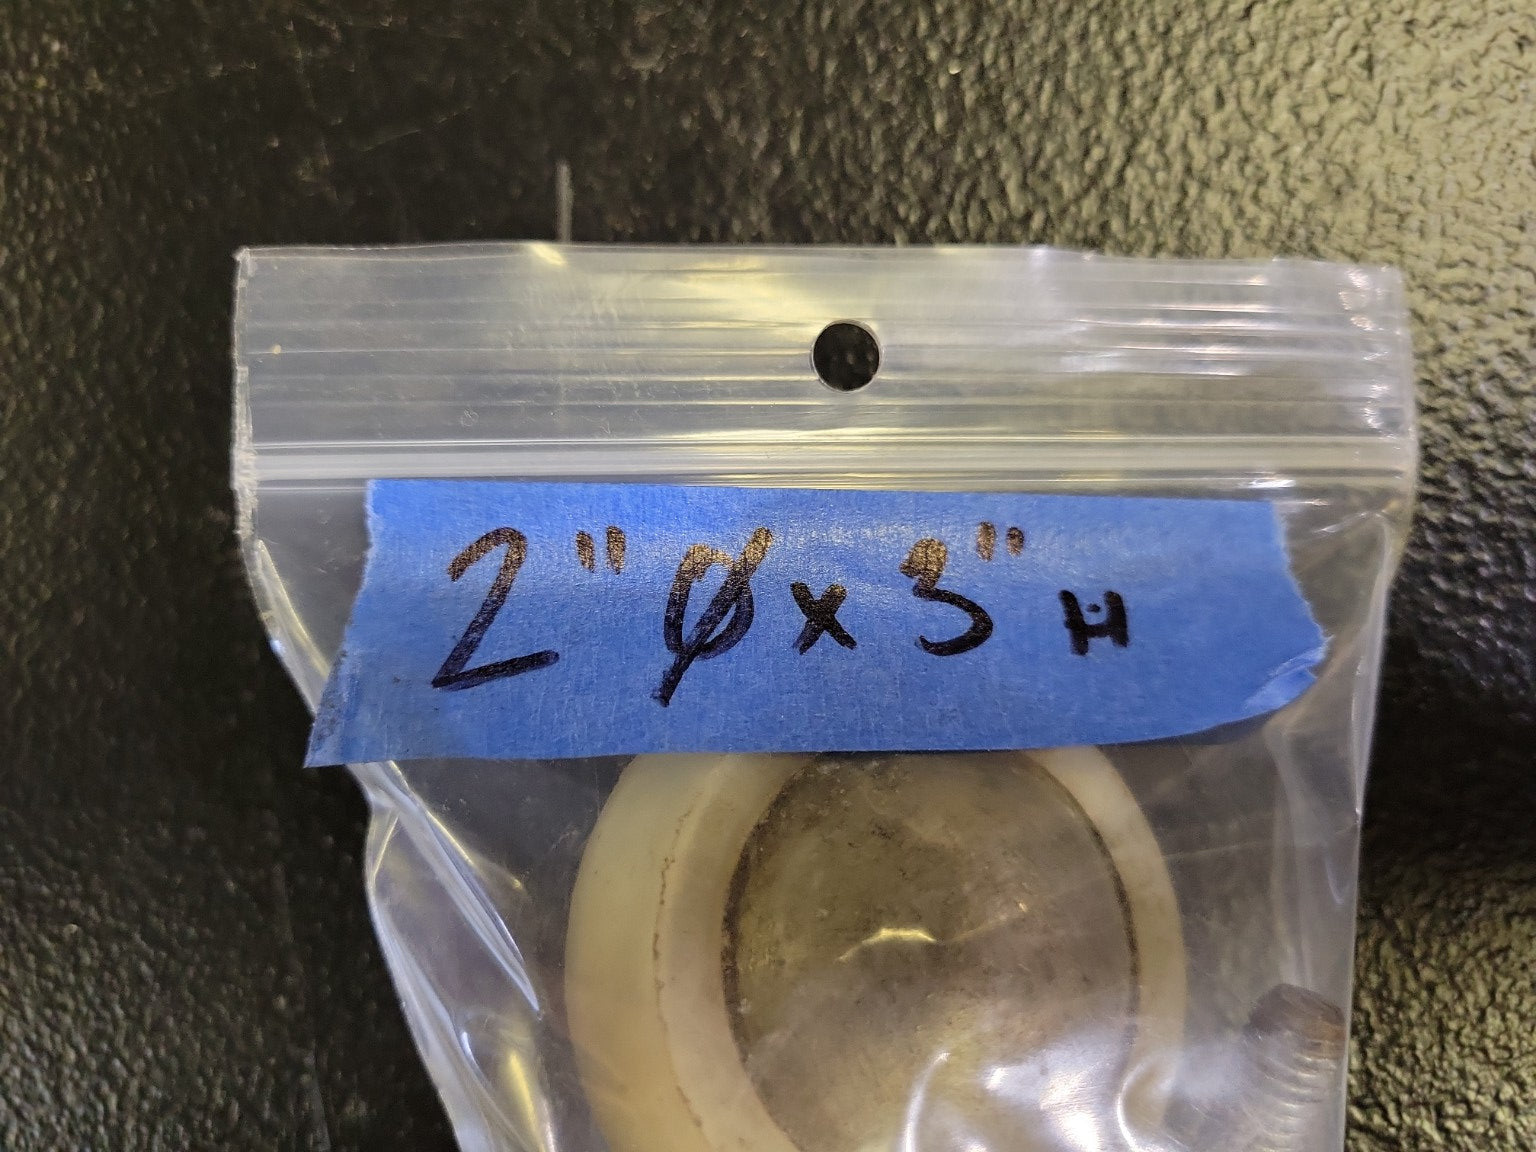 2" Ø x 3" H